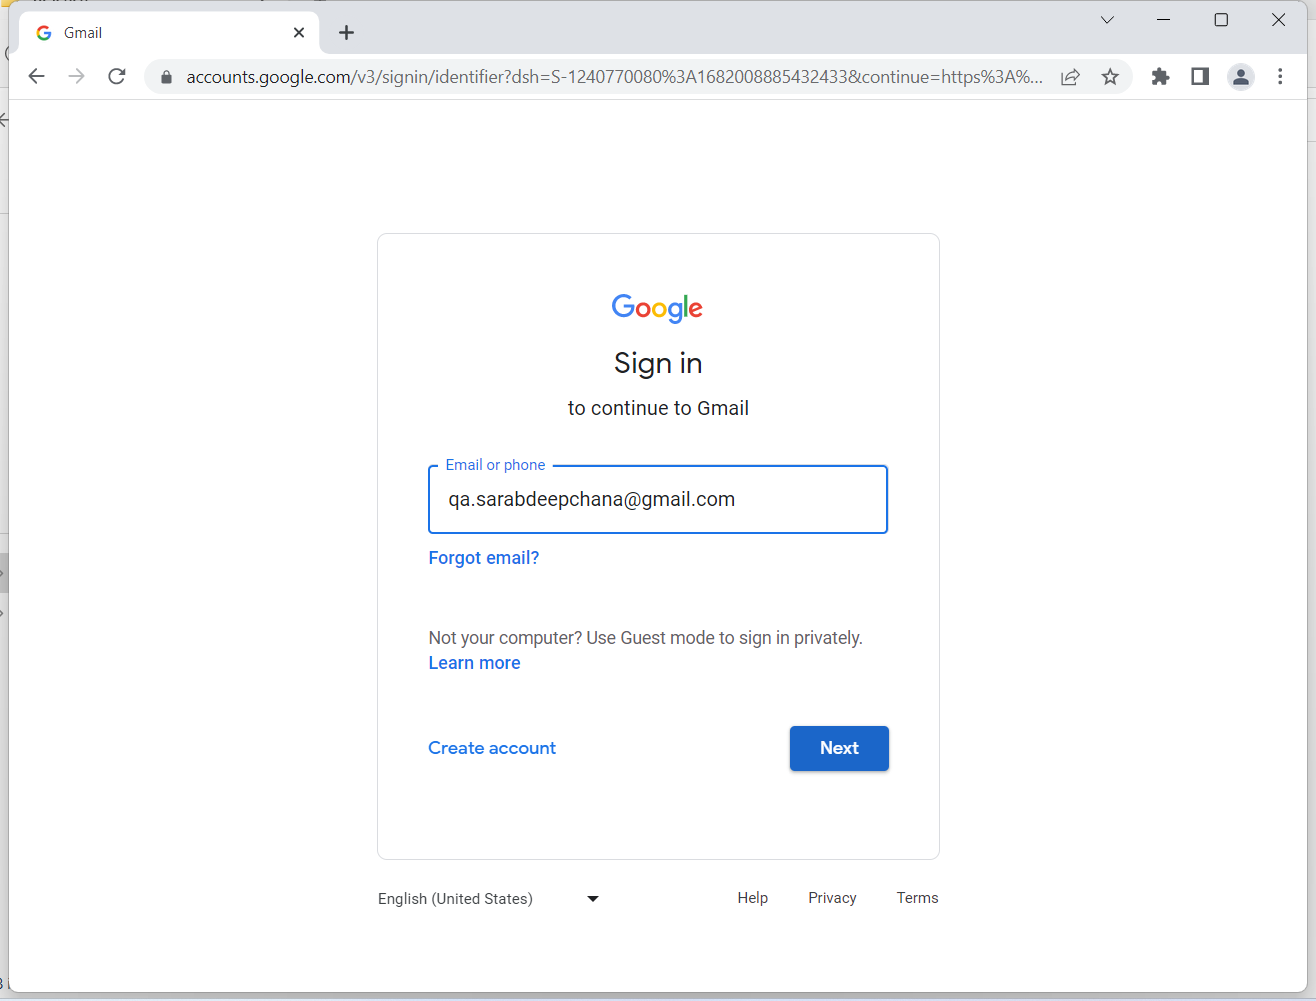 Gmail
accounts.google.com/v3/signin/identifier?dsh=S-1240770080%3A1682008885432433&continue=https%3A%...
Google
Sign in
to continue to Gmail
Email or phone
qa.sarabdeepchana@gmail.com
Forgot email?
Not your computer? Use Guest mode to sign in privately.
Learn more
Create account
Next
English (United States)
Help
Privacy
Terms